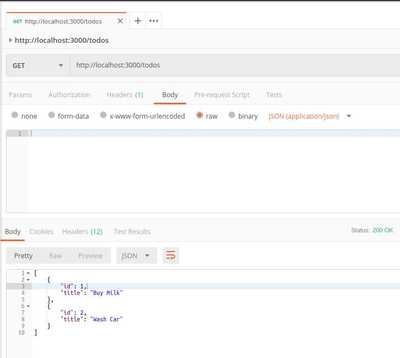 GET http://localhost:3000/todos × + •••
http://localhost:3000/todos
GET http://localhost:3000/todos
Params Authorization Headers (1) Body Pre-request Script Tests
none form-data x-www-form-urlencoded raw binary JSON (application/json)
1
Body Cookies Headers (12) Test Results Status: 200 OK
Pretty Raw Preview JSON
1 [
2 {
3 "id": 1,
4 "title": "Buy Milk"
5 },
6 {
7 "id": 2,
8 "title": "Wash Car"
9 }
10 ]